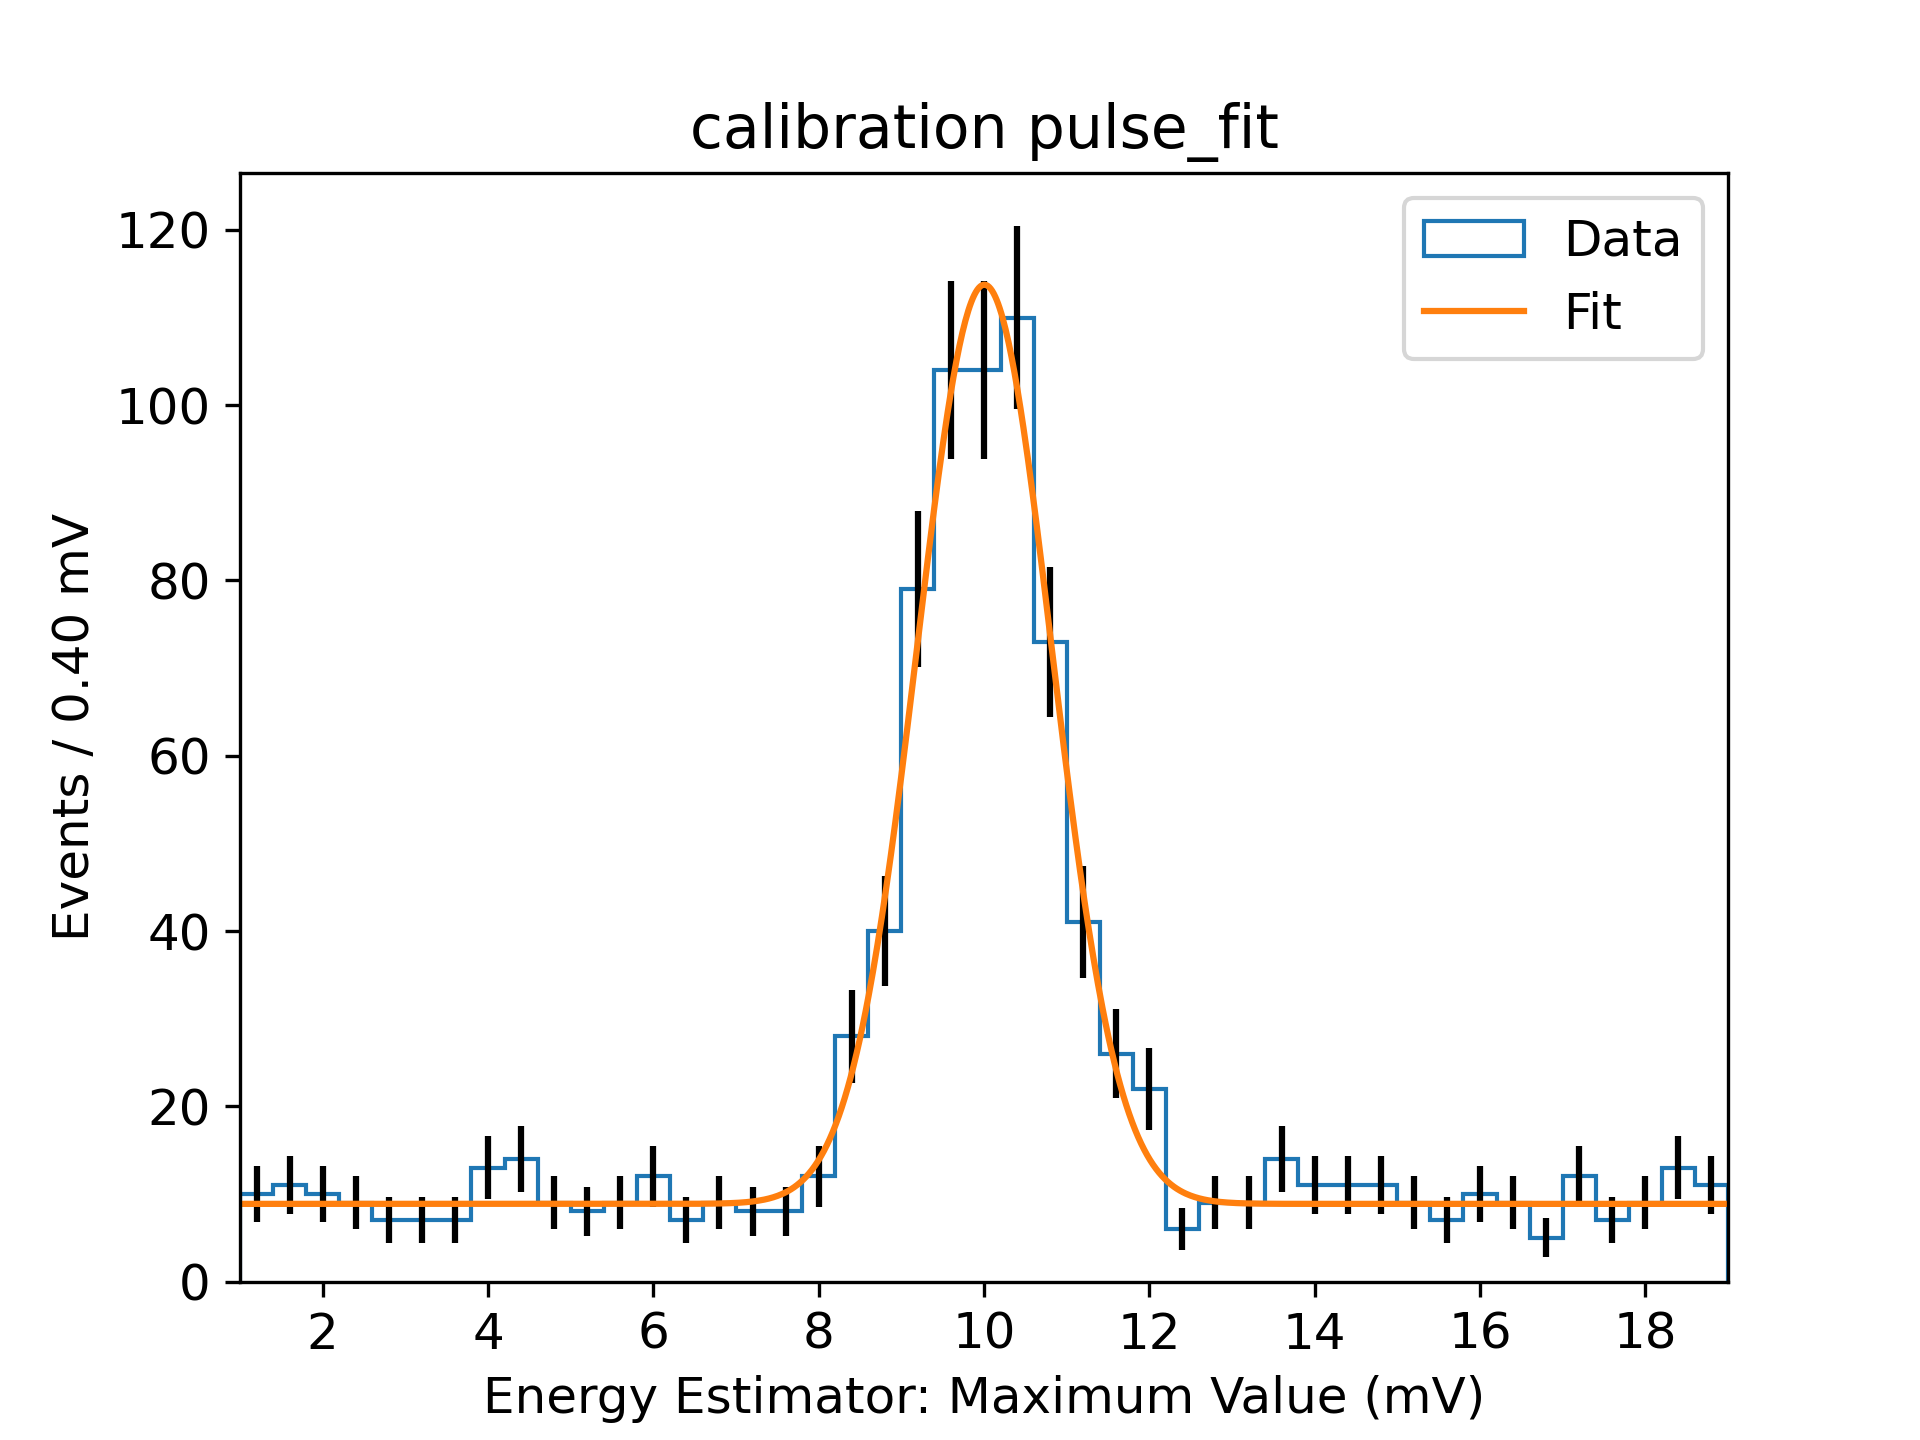 calibration pulse_fit
Data
Fit
120
100
80
60
40
20
0
Events / 0.40 mV
2 4 6 8 10 12 14 16 18
Energy Estimator: Maximum Value (mV)